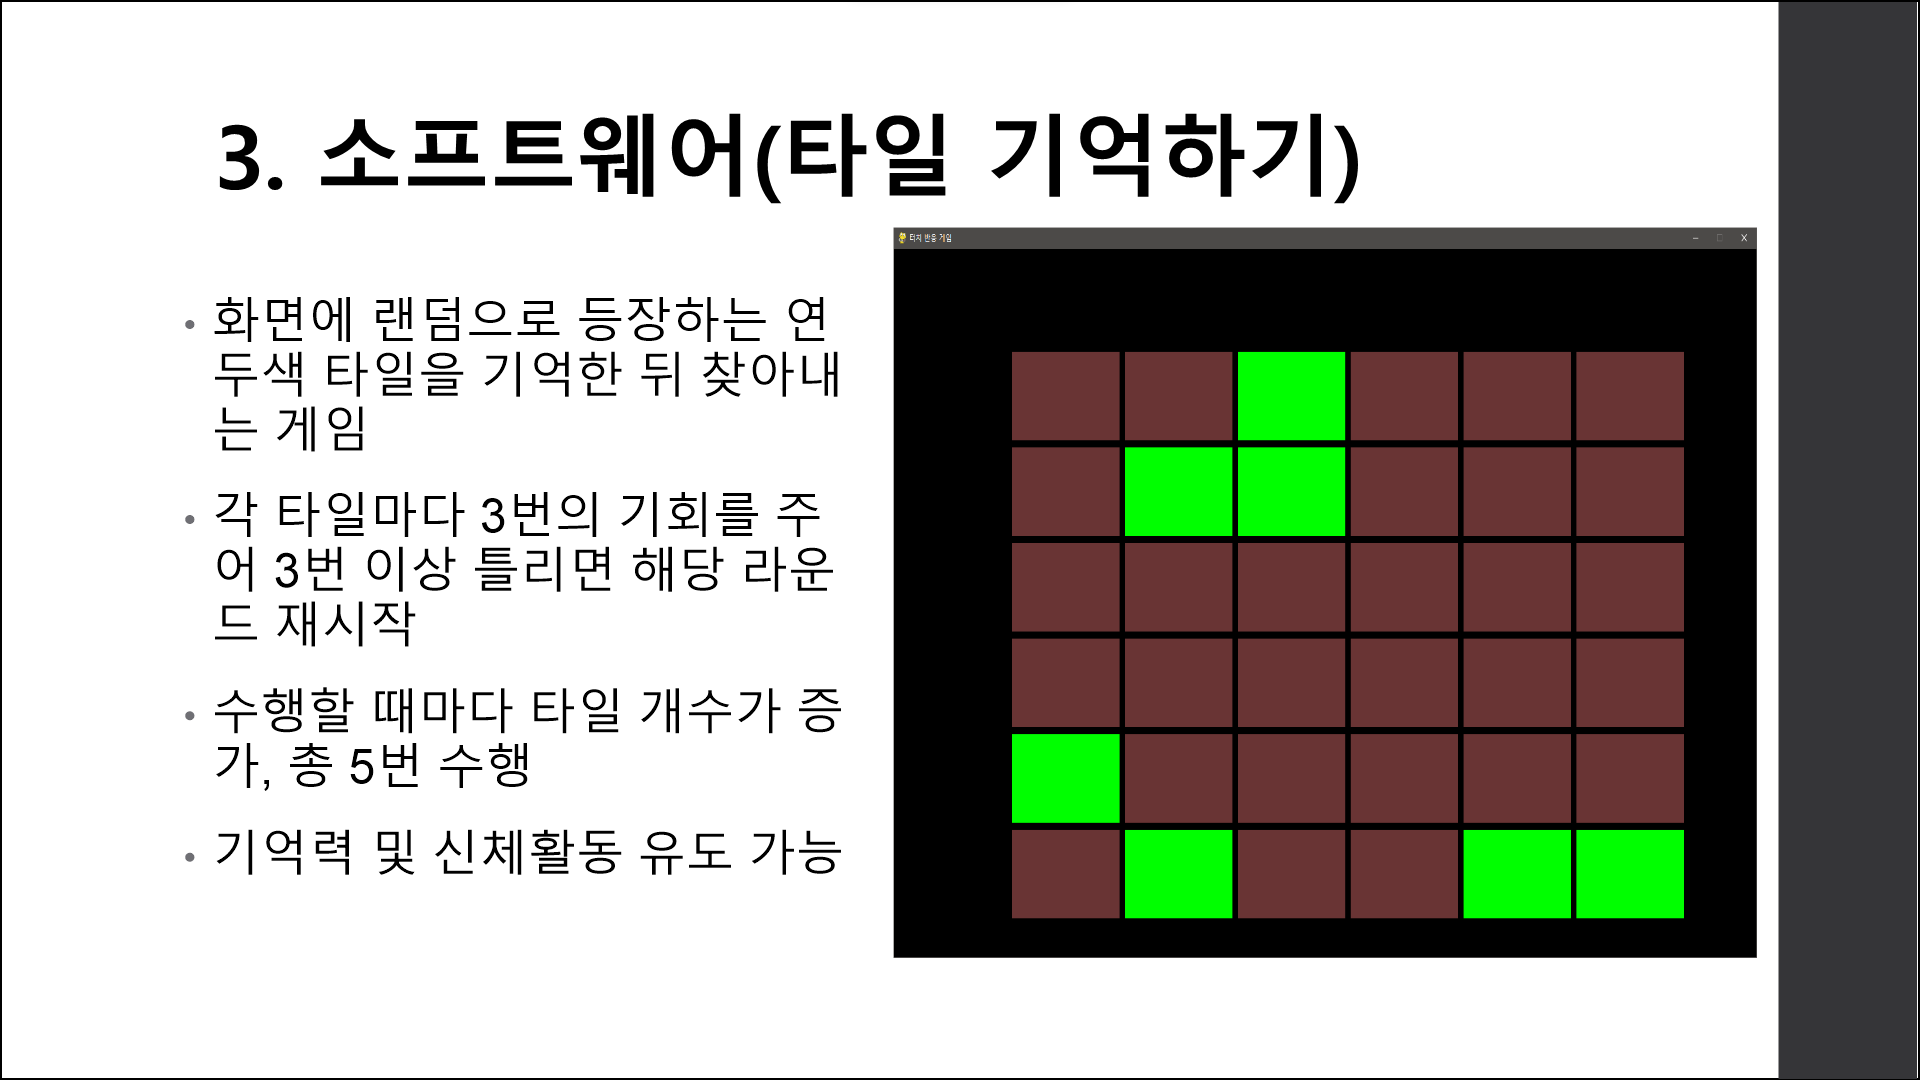 3. 소프트웨어(타일 기억하기)
터치 반응 게임
• 화면에 랜덤으로 등장하는 연
두색 타일을 기억한 뒤 찾아내
는 게임
• 각 타일마다 3번의 기회를 주
어 3번 이상 틀리면 해당 라운
드 재시작
• 수행할 때마다 타일 개수가 증
가, 총 5번 수행
• 기억력 및 신체활동 유도 가능